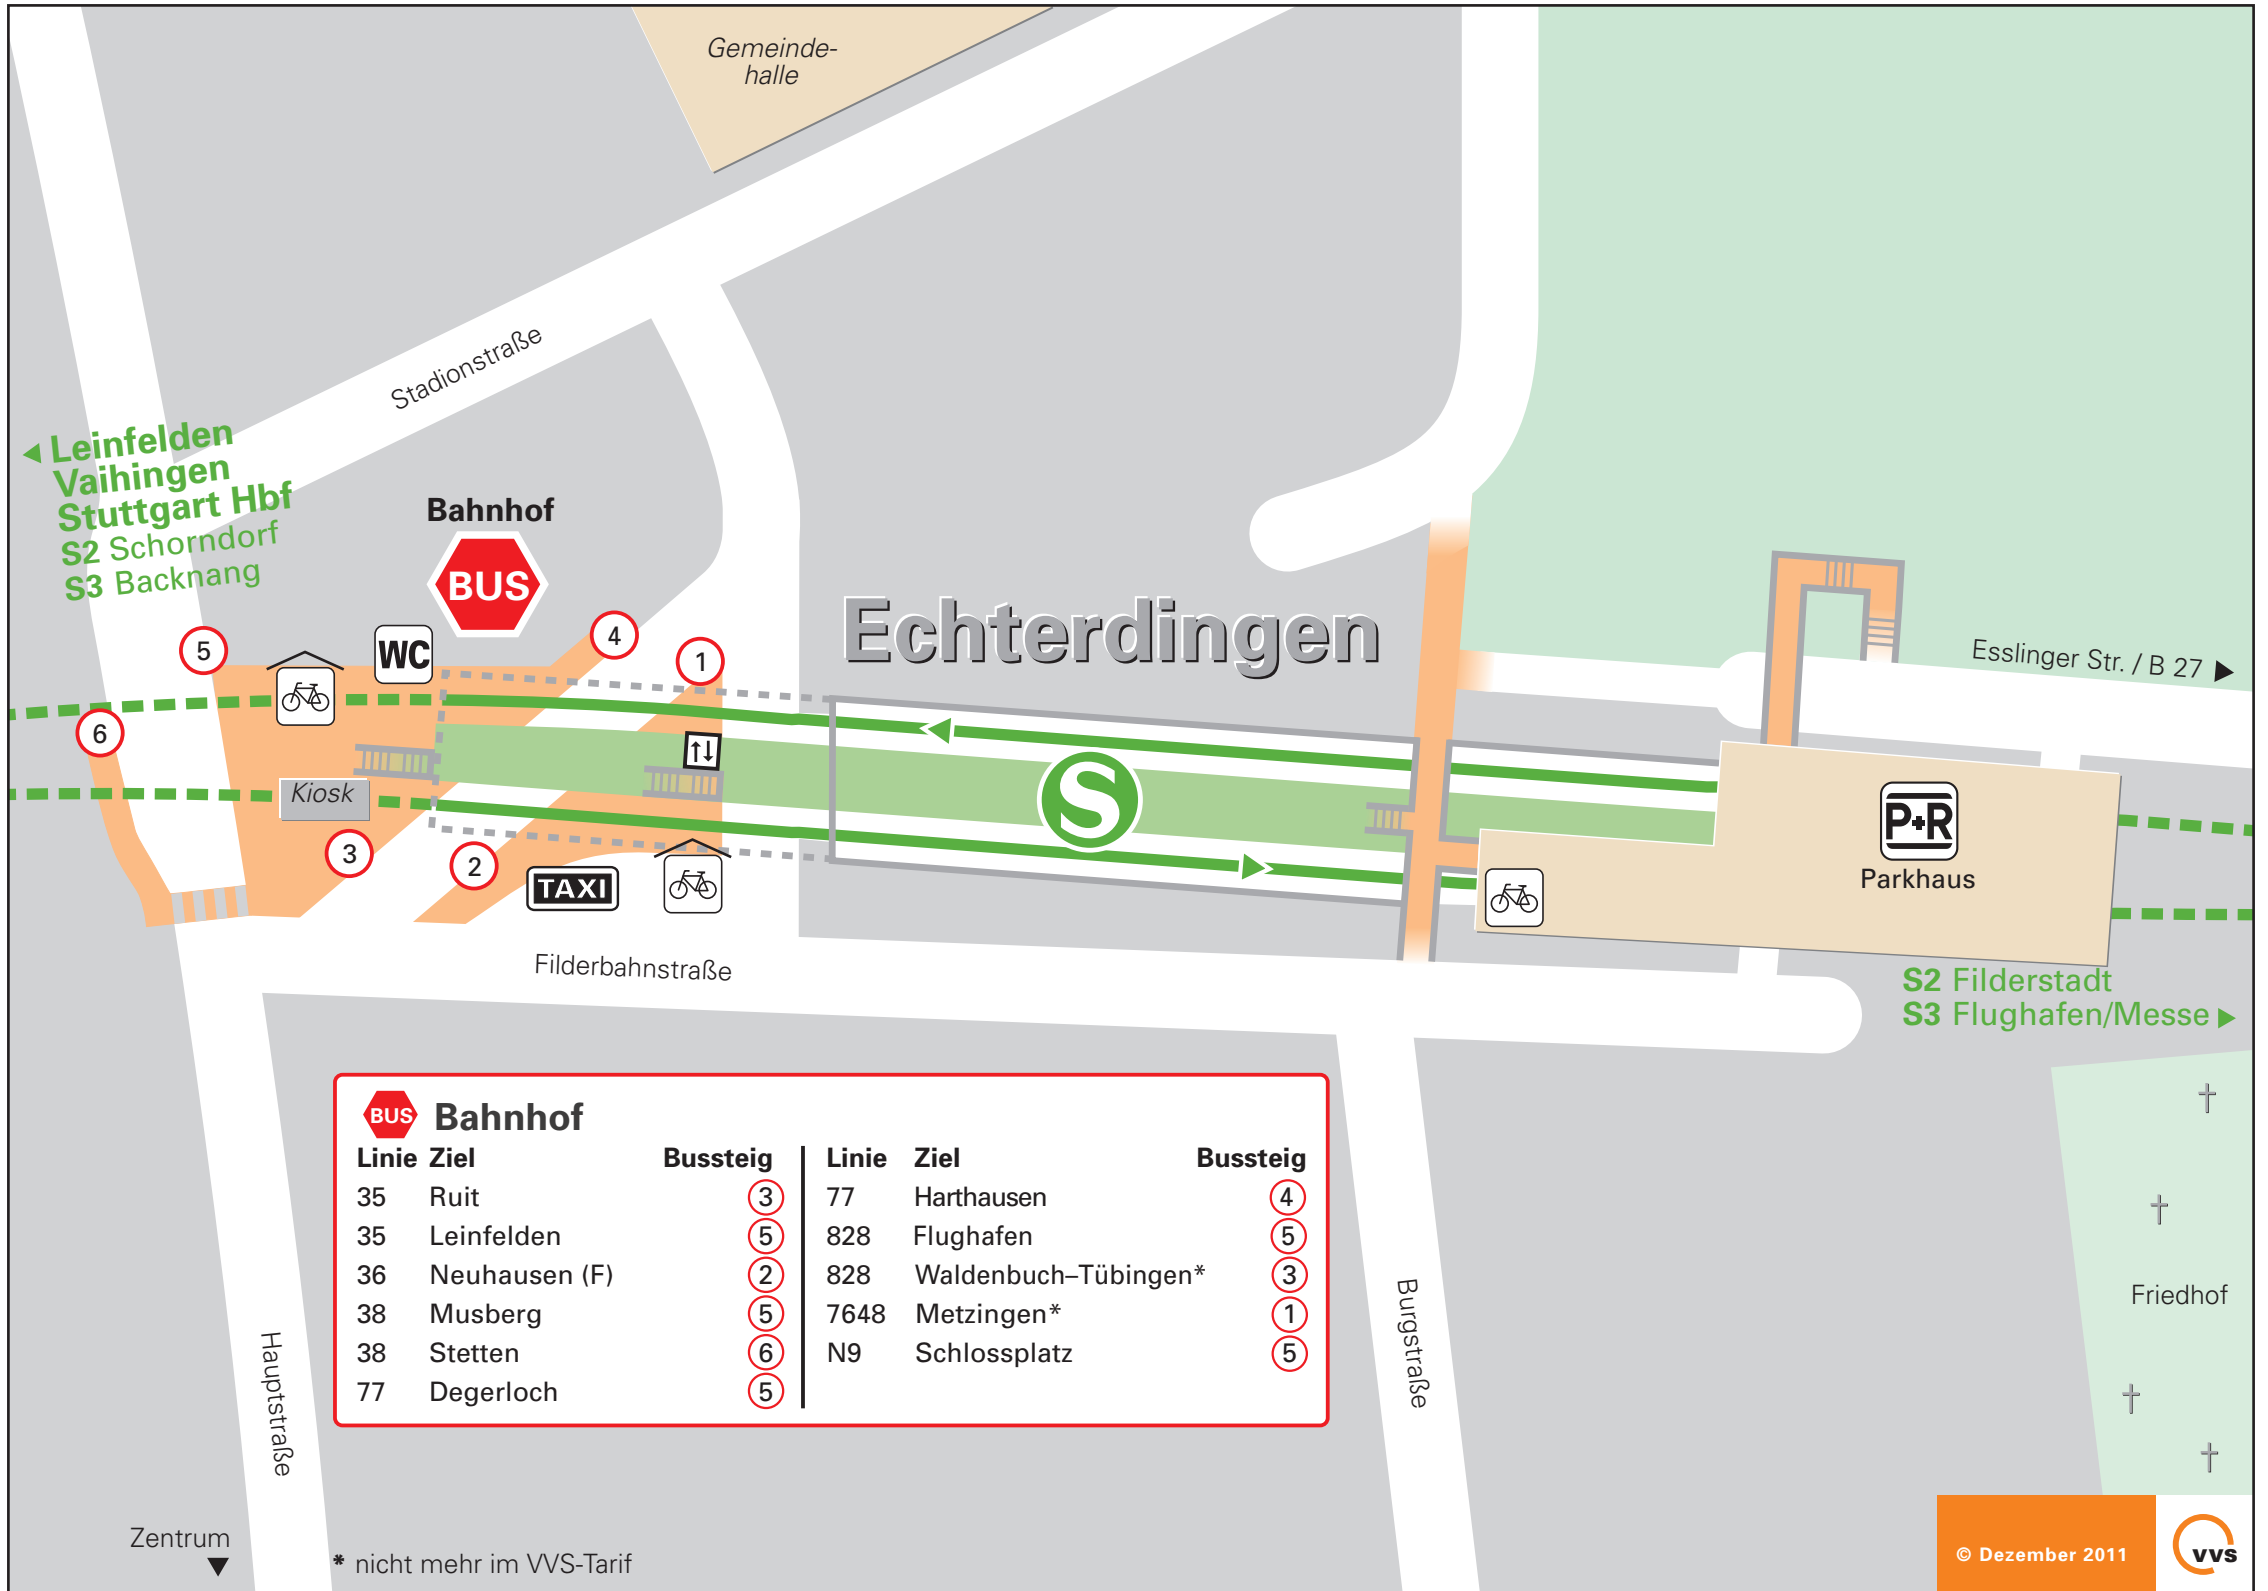 Gemeinde-
halle
Stadionstraße
Leinfelden
Vaihingen
Stuttgart Hbf
S2 Schorndorf
S3 Backnang
Bahnhof
BUS
Echterdingen
5
WC
4
1
6
Kiosk
3
2
TAXI
S
Esslinger Str. / B 27
P+R
Parkhaus
Filderbahnstraße
S2 Filderstadt
S3 Flughafen/Messe
BUS Bahnhof
Linie Ziel Bussteig
35 Ruit 3
35 Leinfelden 5
36 Neuhausen (F) 2
38 Musberg 5
38 Stetten 6
77 Degerloch 5
Linie Ziel Bussteig
77 Harthausen 4
828 Flughafen 5
828 Waldenbuch–Tübingen* 3
7648 Metzingen* 1
N9 Schlossplatz 5
Hauptstraße
Burgstraße
Friedhof
Zentrum
* nicht mehr im VVS-Tarif
© Dezember 2011
vvs